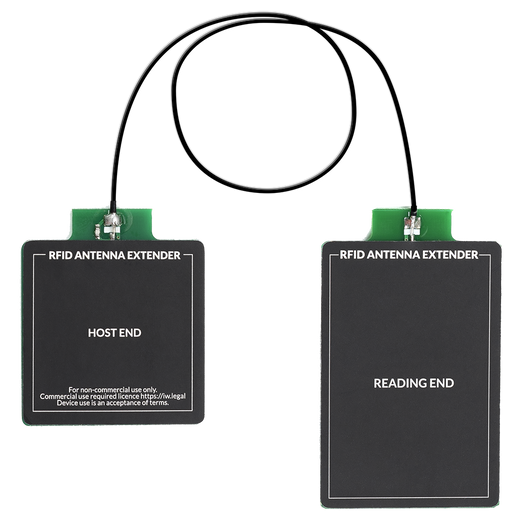 RFID ANTENNA EXTENDER
HOST END
For non-commercial use only.
Commercial use required licence https://iw.legal
Device use is an acceptance of terms.
RFID ANTENNA EXTENDER
READING END